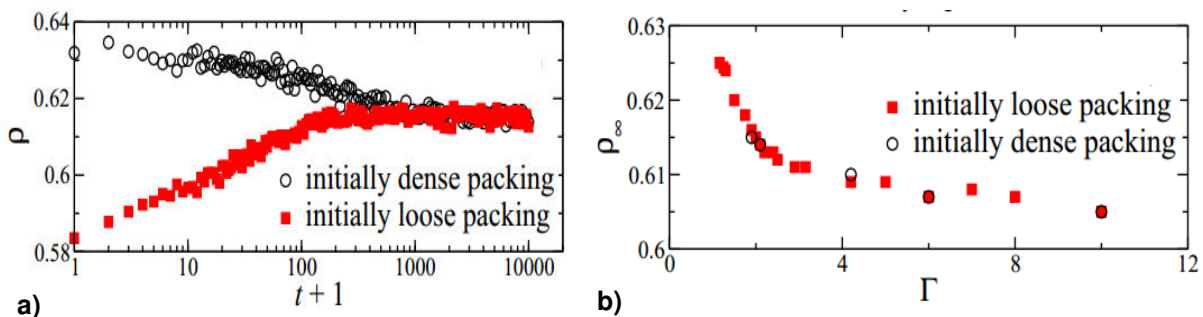 0.64
0.62
0.6
0.58
ρ
initially dense packing
initially loose packing
1
10
100
1000
10000
t + 1
a)
0.63
0.62
0.61
0.6
ρ∞
initially loose packing
initially dense packing
0
4
8
12
Γ
b)